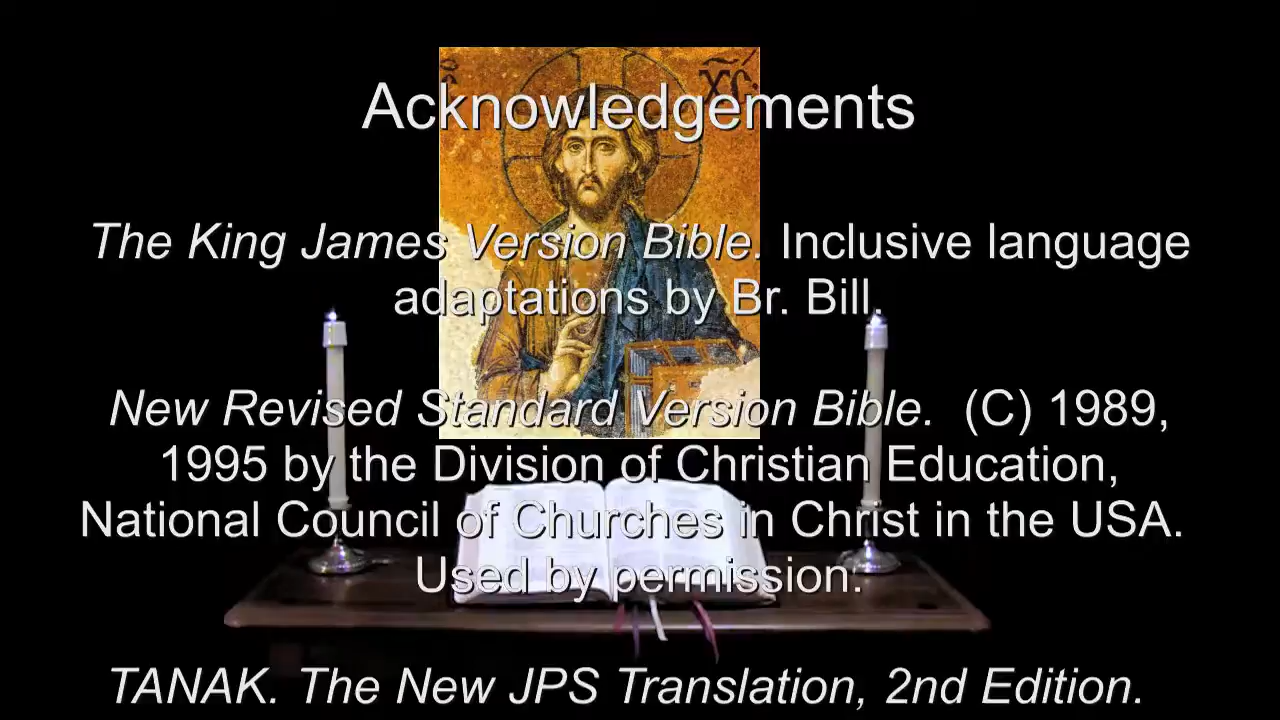 Acknowledgements
The King James Version Bible. Inclusive language
adaptations by Br. Bill.
New Revised Standard Version Bible.  (C) 1989,
1995 by the Division of Christian Education,
National Council of Churches in Christ in the USA.
Used by permission.
TANAK. The New JPS Translation, 2nd Edition.